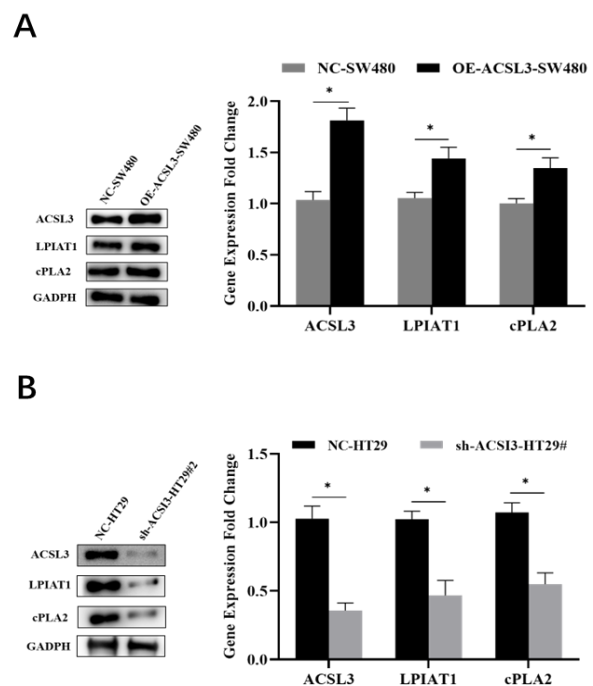 A
NC-SW480 OE-ACSL3-SW480
NC-SW480
OE-ACSL3-SW480
ACSL3
LPIAT1
cPLA2
GADPH
Gene Expression Fold Change
2.0
1.5
1.0
0.5
0.0
* * *
ACSL3 LPIAT1 cPLA2
B
NC-HT29 sh-ACSI3-HT29#
NC-HT29
sh-ACSI3-HT29#2
ACSL3
LPIAT1
cPLA2
GADPH
Gene Expression Fold Change
1.5
1.0
0.5
0.0
* * *
ACSL3 LPIAT1 cPLA2